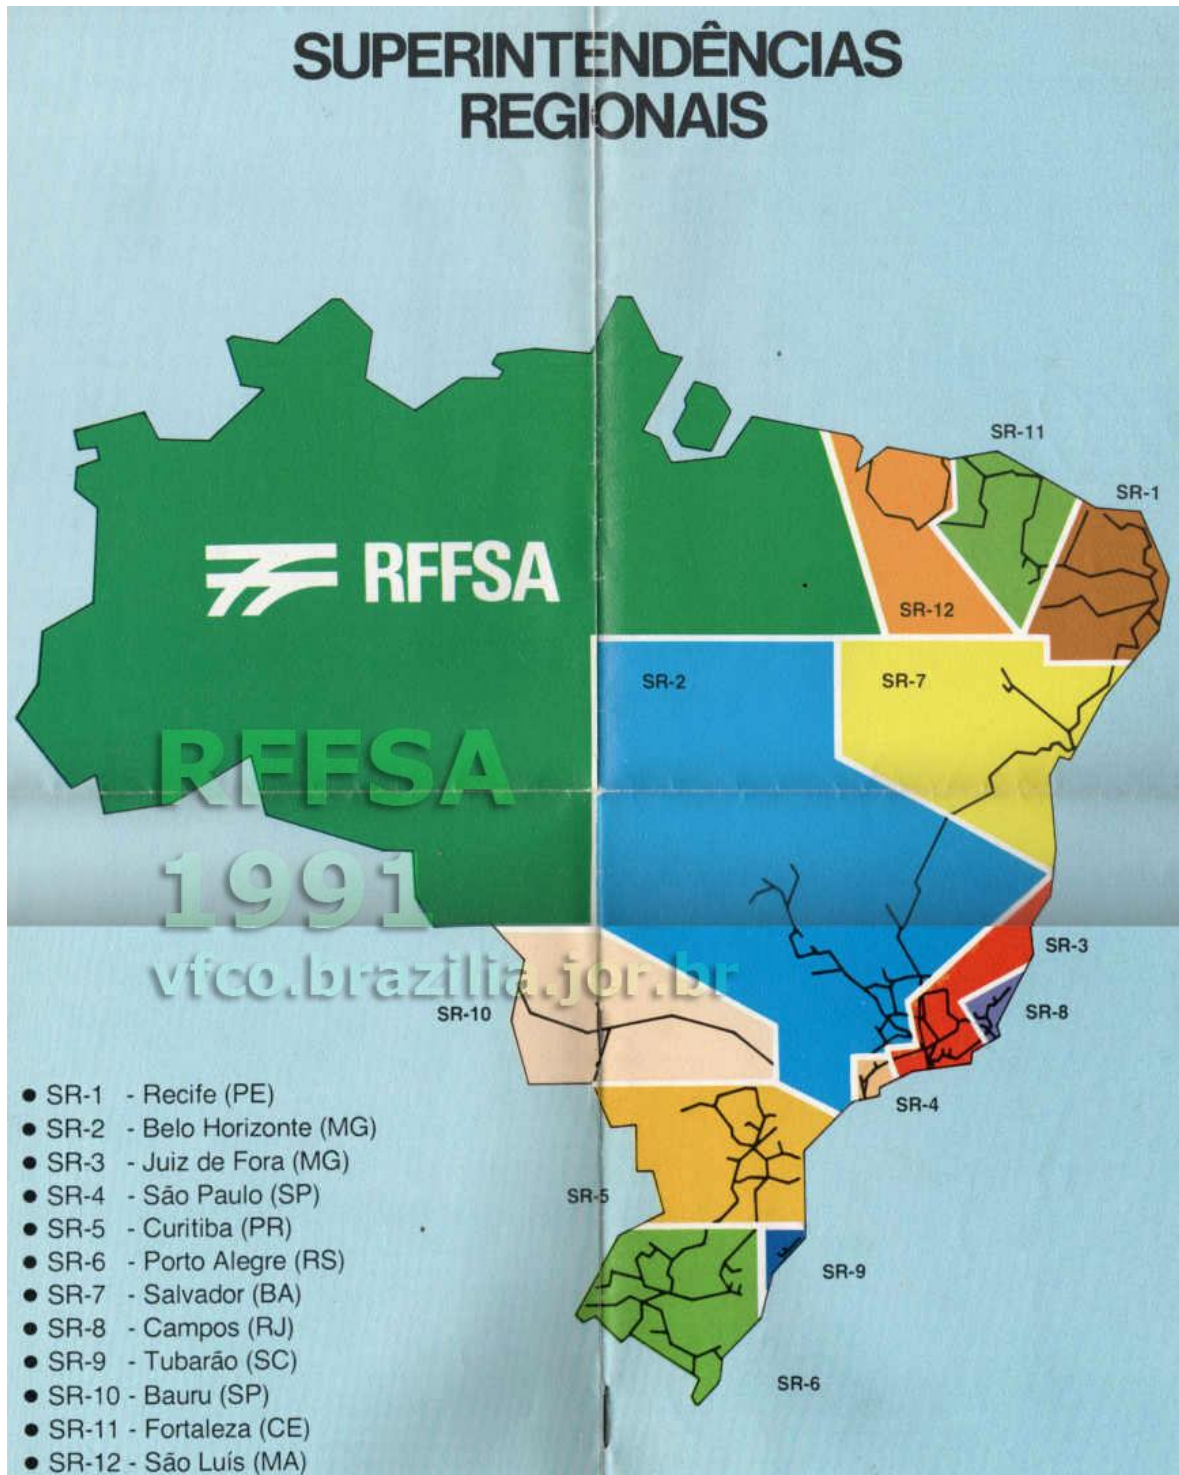 SUPERINTENDÊNCIAS
REGIONAIS
SR-11
SR-1
RFFSA
SR-12
SR-2
SR-7
RFFSA
1991
vfco.brazilia.jor.br
SR-3
SR-10
SR-8
SR-4
SR-5
SR-9
SR-6
● SR-1 - Recife (PE)
● SR-2 - Belo Horizonte (MG)
● SR-3 - Juiz de Fora (MG)
● SR-4 - São Paulo (SP)
● SR-5 - Curitiba (PR)
● SR-6 - Porto Alegre (RS)
● SR-7 - Salvador (BA)
● SR-8 - Campos (RJ)
● SR-9 - Tubarão (SC)
● SR-10 - Bauru (SP)
● SR-11 - Fortaleza (CE)
● SR-12 - São Luís (MA)